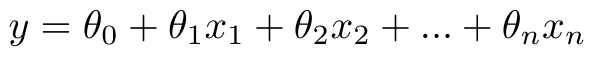 y = θ₀ + θ₁x₁ + θ₂x₂ + ... + θₙxₙ